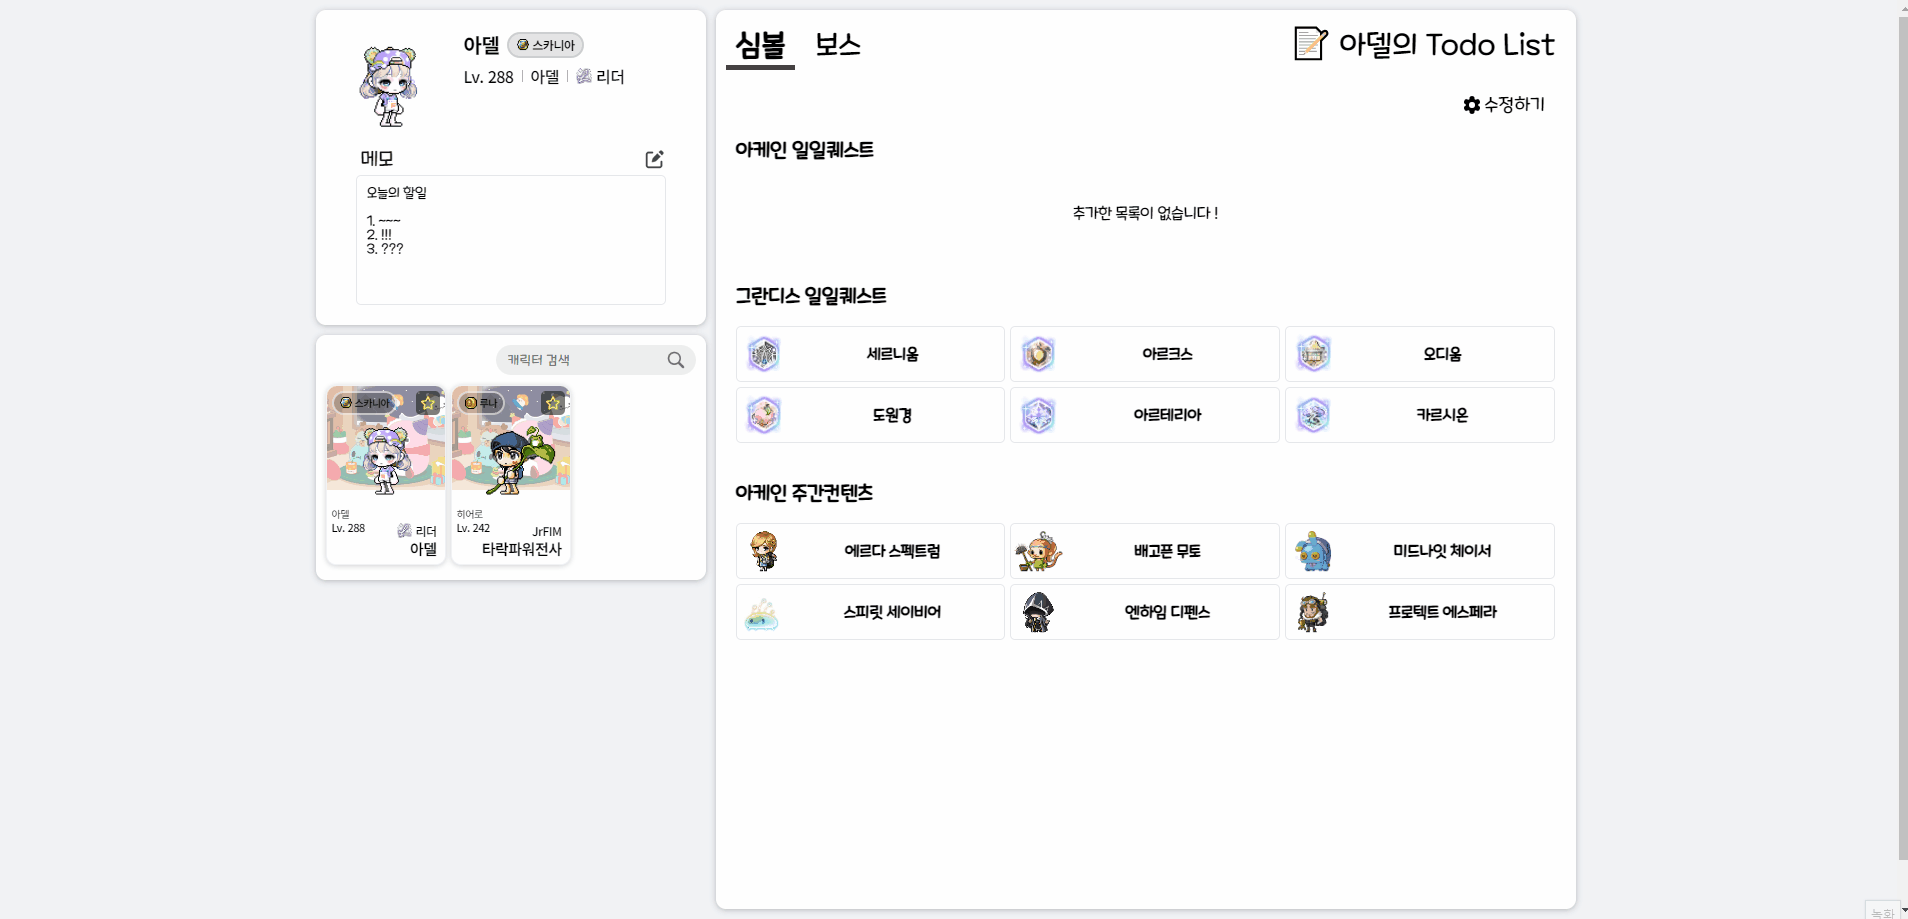 아델 스카니아
Lv. 288 아델 리더
메모
오늘의 할일
1. ~~~
2. !!!
3. ???
캐릭터 검색
스카니아
아델
Lv. 288
리더
아델
루나
히어로
Lv. 242
JrFIM
타락파워전사
심볼 보스
아델의 Todo List
수정하기
아케인 일일퀘스트
추가한 목록이 없습니다 !
그란디스 일일퀘스트
세르니움 아르크스 오디움
도원경 아르테리아 카르시온
아케인 주간컨텐츠
에르다 스펙트럼 배고픈 무토 미드나잇 체이서
스피릿 세이비어 엔하임 디펜스 프로텍트 에스페라
녹화